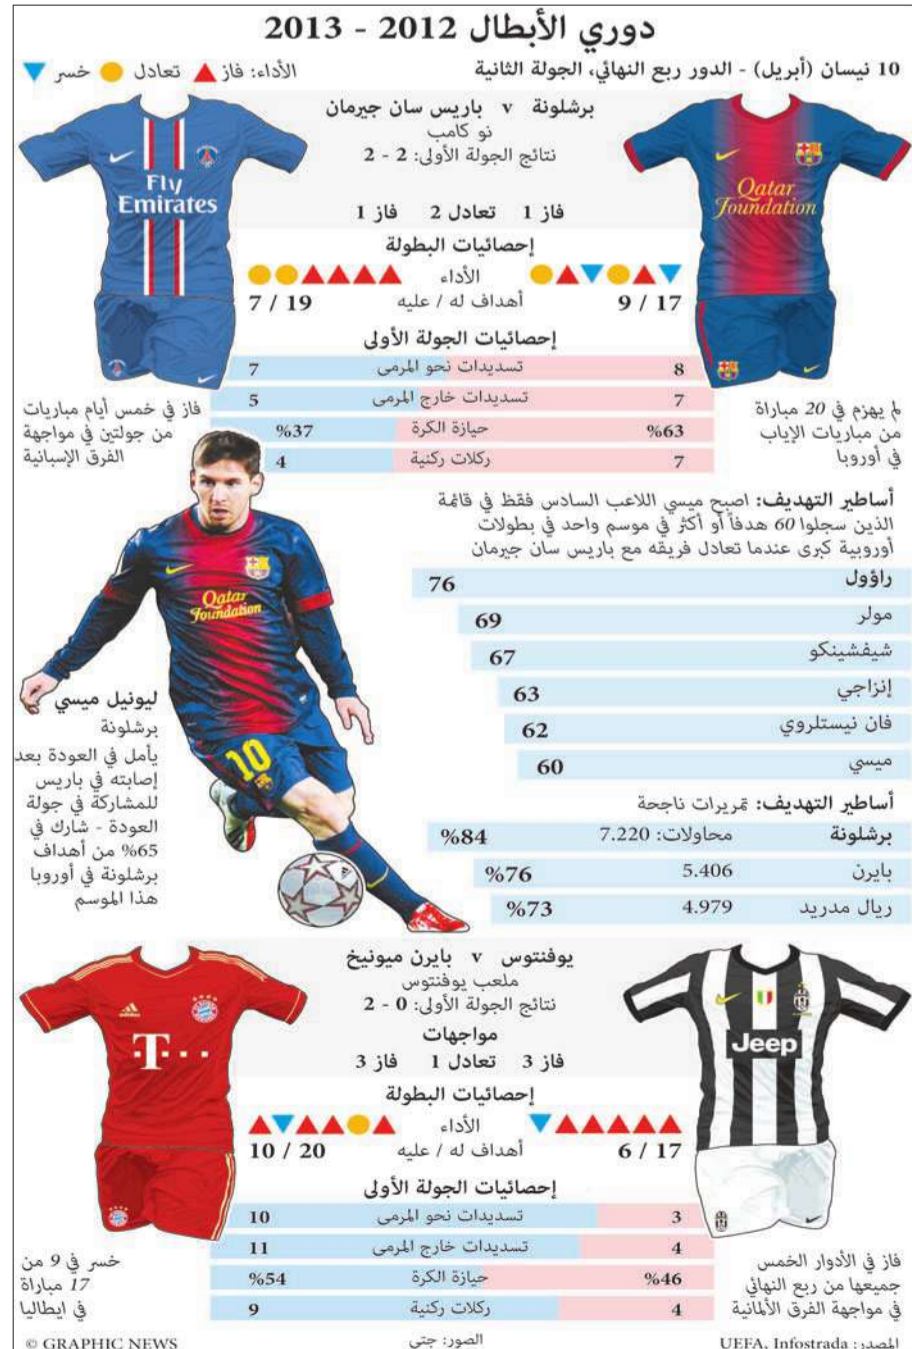 دوري الأبطال 2012 - 2013
10 نيسان (أبريل) - الدور ربع النهائي، الجولة الثانية
الأداء: فاز تعادل خسر
برشلونة v باريس سان جيرمان
نو كامب
نتائج الجولة الأولى: 2 - 2
Qatar
Foundation
Fly
Emirates
فاز 1 تعادل 2 فاز 1
إحصائيات البطولة
الأداء
9 / 17 أهداف له / عليه 7 / 19
إحصائيات الجولة الأولى
8 تسديدات نحو المرمى 7
7 تسديدات خارج المرمى 5
%63 حيازة الكرة %37
7 ركلات ركنية 4
لم يهزم في 20 مباراة
من مباريات الإياب
في أوروبا
فاز في خمس أيام مباريات
من جولتين في مواجهة
الفرق الإسبانية
أساطير التهديف: اصبح ميسي اللاعب السادس فقظ في قائمة
الذين سجلوا 60 هدفاً أو أكثر في موسم واحد في بطولات
أوروبية كبرى عندما تعادل فريقه مع باريس سان جيرمان
راؤول 76
مولر 69
شيفشينكو 67
إنزاجي 63
فان نيستلروي 62
ميسي 60
أساطير التهديف: تمريرات ناجحة
برشلونة محاولات: 7.220 %84
بايرن 5.406 %76
ريال مدريد 4.979 %73
Qatar
Foundation
10
ليونيل ميسي
برشلونة
يأمل في العودة بعد
إصابته في باريس
للمشاركة في جولة
العودة - شارك في
65% من أهداف
برشلونة في أوروبا
هذا الموسم
يوفنتوس v بايرن ميونيخ
ملعب يوفنتوس
نتائج الجولة الأولى: 0 - 2
مواجهات
فاز 3 تعادل 1 فاز 3
Jeep
T
adidas
إحصائيات البطولة
الأداء
6 / 17 أهداف له / عليه 10 / 20
إحصائيات الجولة الأولى
3 تسديدات نحو المرمى 10
4 تسديدات خارج المرمى 11
%46 حيازة الكرة %54
4 ركلات ركنية 9
فاز في الأدوار الخمس
جميعها من ربع النهائي
في مواجهة الفرق الألمانية
خسر في 9 من
17 مباراة
في ايطاليا
المصدر: UEFA, Infostrada
الصور: جتي
© GRAPHIC NEWS